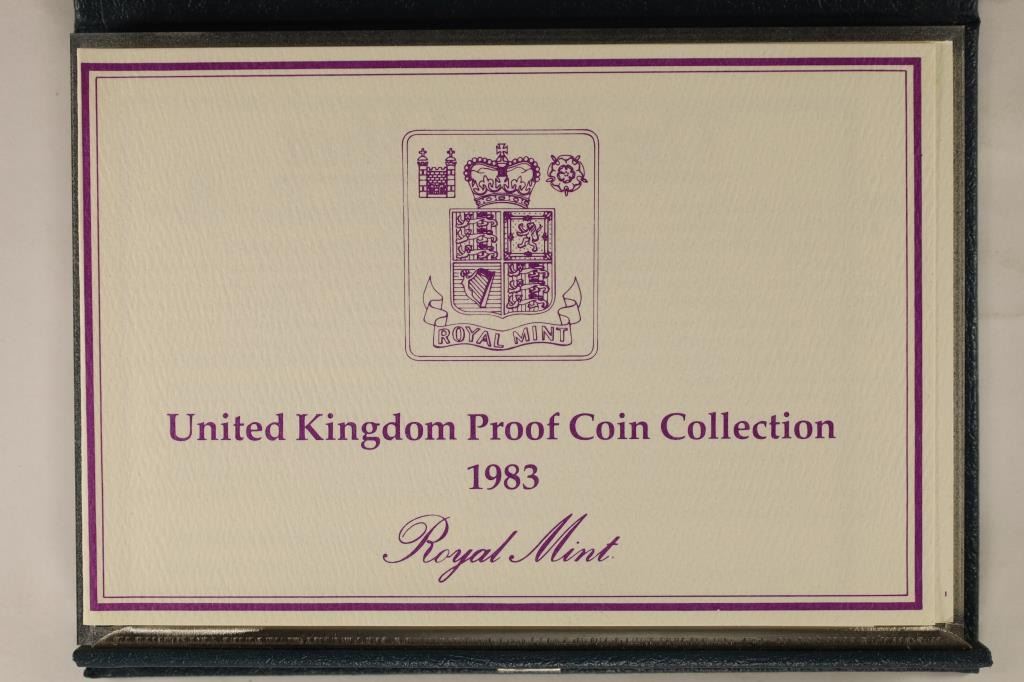 ROYAL MINT
United Kingdom Proof Coin Collection
1983
Royal Mint